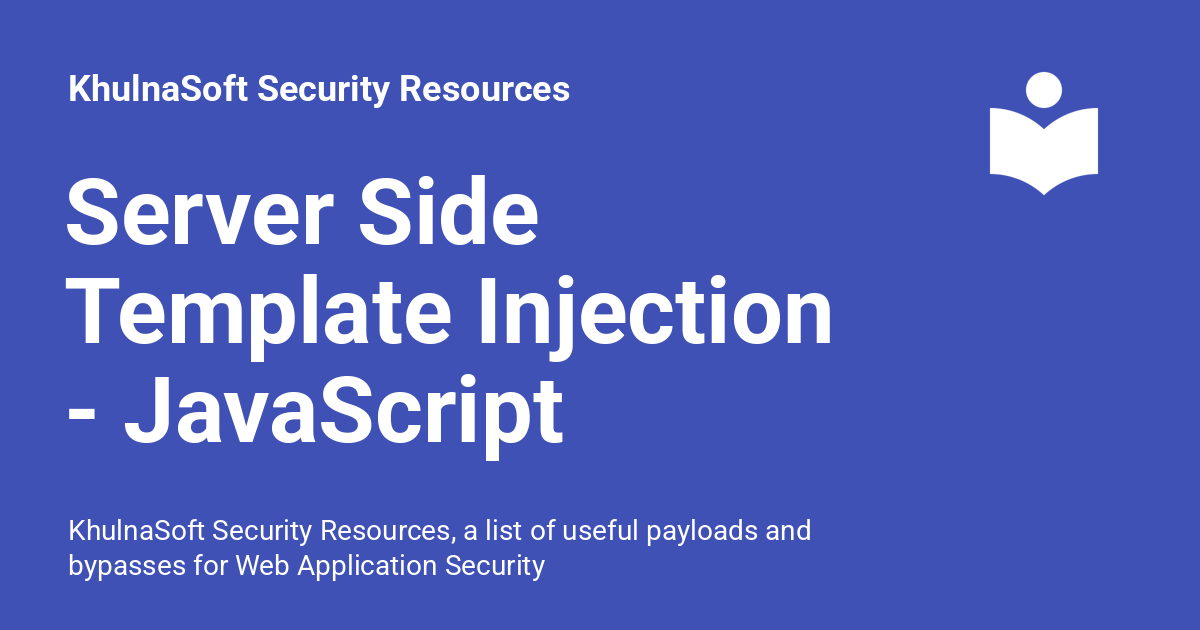 KhulnaSoft Security Resources
Server Side
Template Injection
- JavaScript
KhulnaSoft Security Resources, a list of useful payloads and
bypasses for Web Application Security